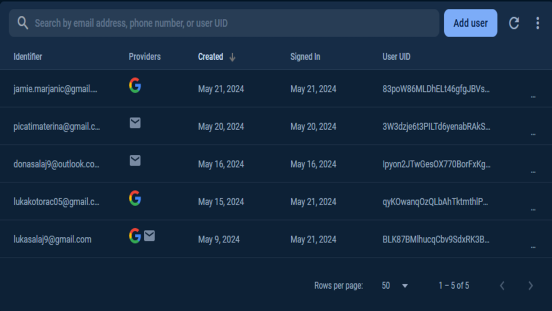 Search by email address, phone number, or user UID Add user
Identifier Providers Created Signed In User UID
jamie.marjanic@gmail.... May 21, 2024 May 21, 2024 83poW86MLDhELt46gfgJBVs...
picatimaterina@gmail.c... May 20, 2024 May 20, 2024 3W3dzje6t3PILTd6yenabRAkS...
donasalaj9@outlook.co... May 16, 2024 May 16, 2024 Ipyon2JTwGesOX770BorFxKg...
lukakotorac05@gmail.c... May 15, 2024 May 21, 2024 qyKOwanqOzQLbAhTktmthlP...
lukasalaj9@gmail.com May 9, 2024 May 21, 2024 BLK87BMlhucqCbv9SdxRK3B...
Rows per page: 50 1 – 5 of 5